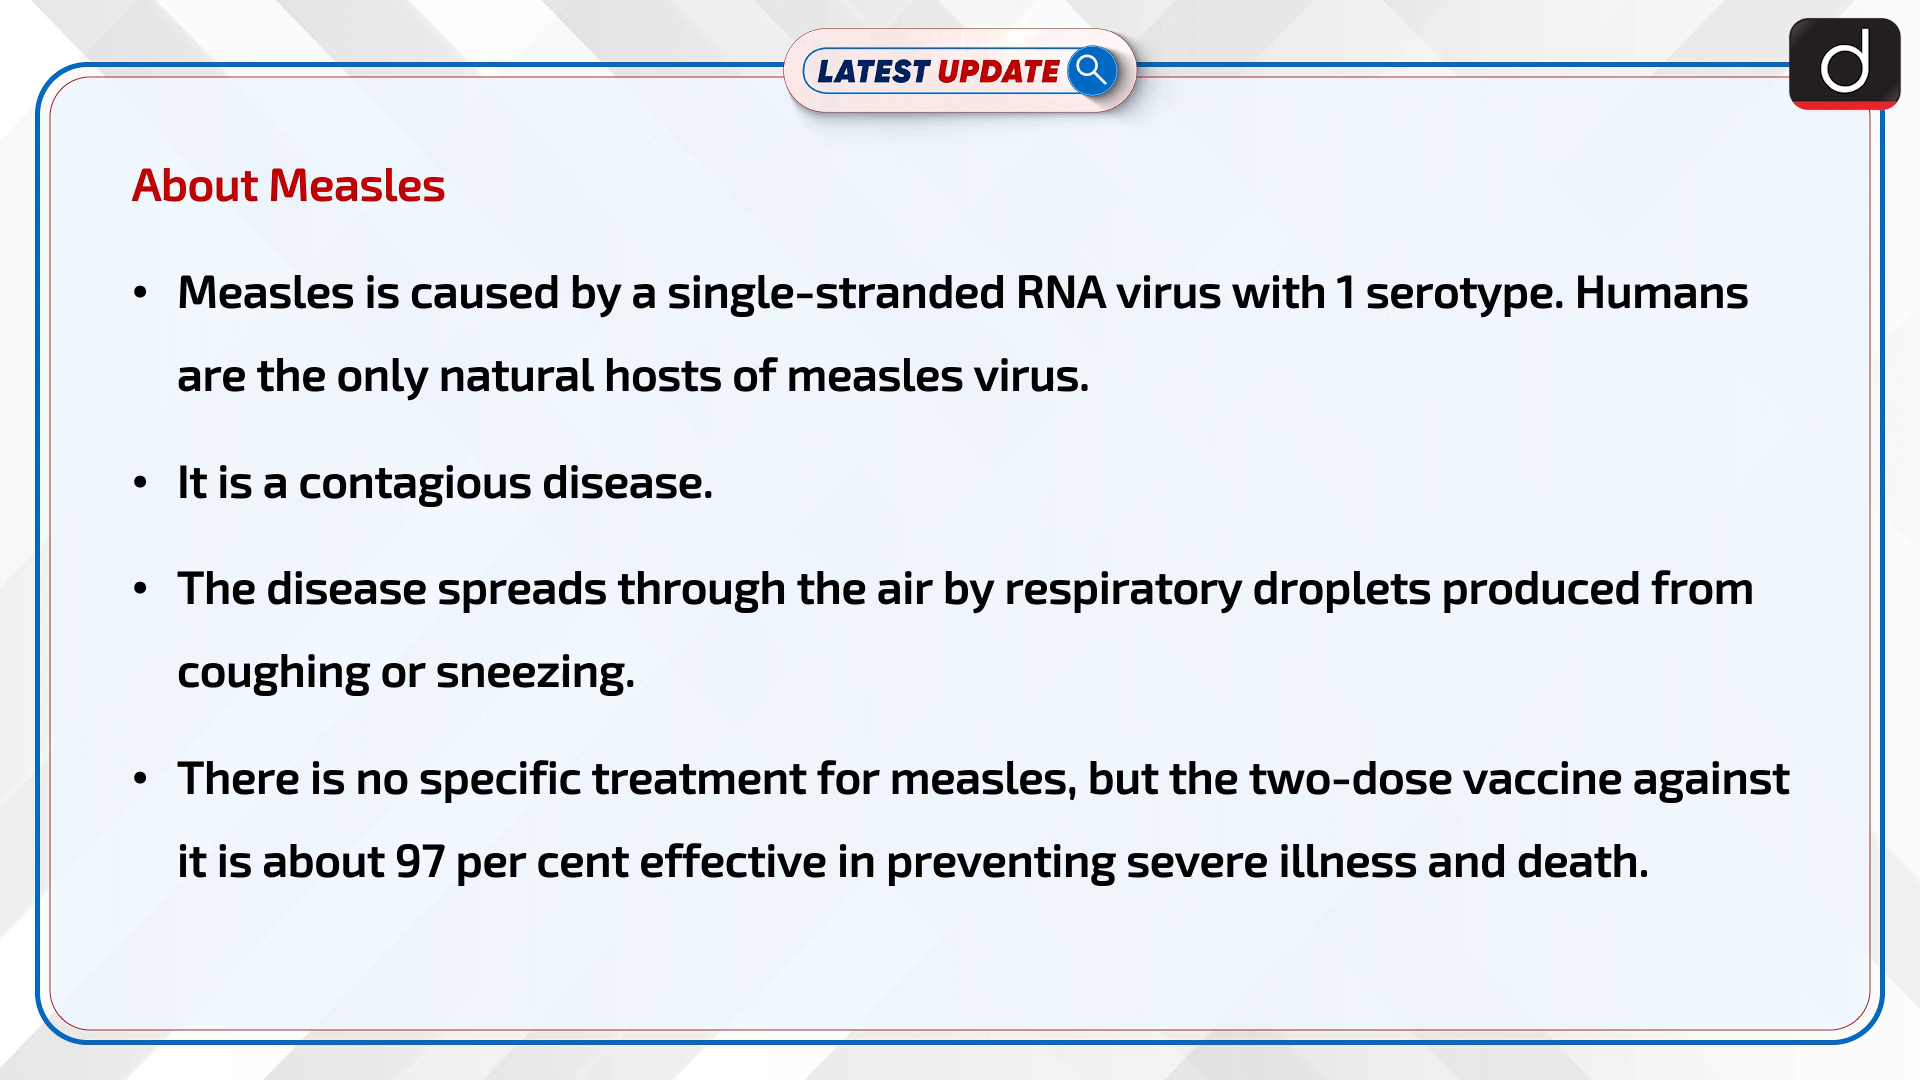 LATEST UPDATE
d
About Measles
• Measles is caused by a single-stranded RNA virus with 1 serotype. Humans
are the only natural hosts of measles virus.
• It is a contagious disease.
• The disease spreads through the air by respiratory droplets produced from
coughing or sneezing.
• There is no specific treatment for measles, but the two-dose vaccine against
it is about 97 per cent effective in preventing severe illness and death.